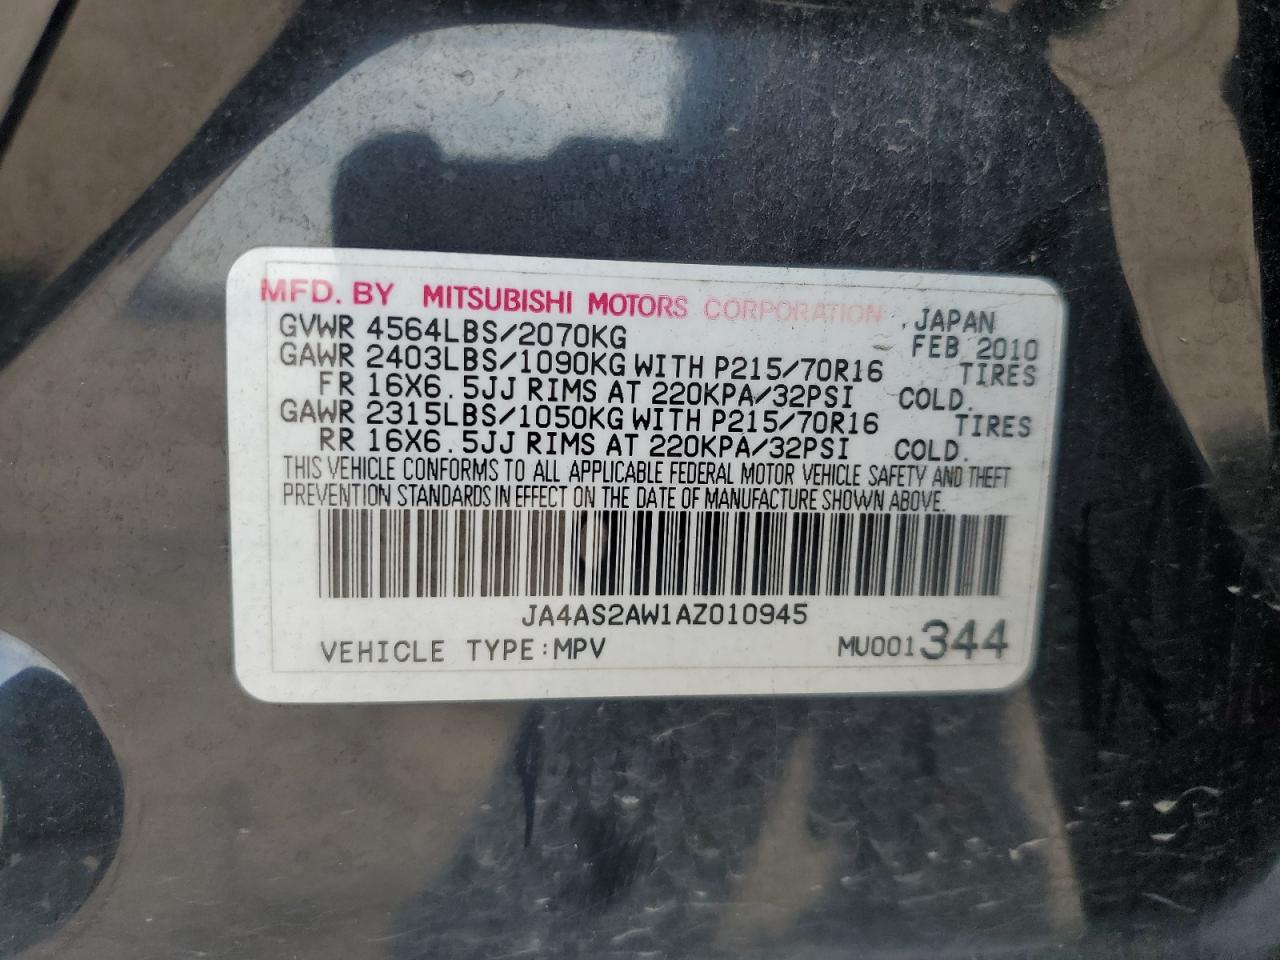 MFD. BY MITSUBISHI MOTORS CORPORATION , JAPAN
GVWR 4564LBS/2070KG FEB 2010
GAWR 2403LBS/1090KG WITH P215/70R16 TIRES
FR 16X6.5JJ RIMS AT 220KPA/32PSI COLD.
GAWR 2315LBS/1050KG WITH P215/70R16 TIRES
RR 16X6.5JJ RIMS AT 220KPA/32PSI COLD.
THIS VEHICLE CONFORMS TO ALL APPLICABLE FEDERAL MOTOR VEHICLE SAFETY AND THEFT
PREVENTION STANDARDS IN EFFECT ON THE DATE OF MANUFACTURE SHOWN ABOVE.
JA4AS2AW1AZ010945
VEHICLE TYPE:MPV MU001344